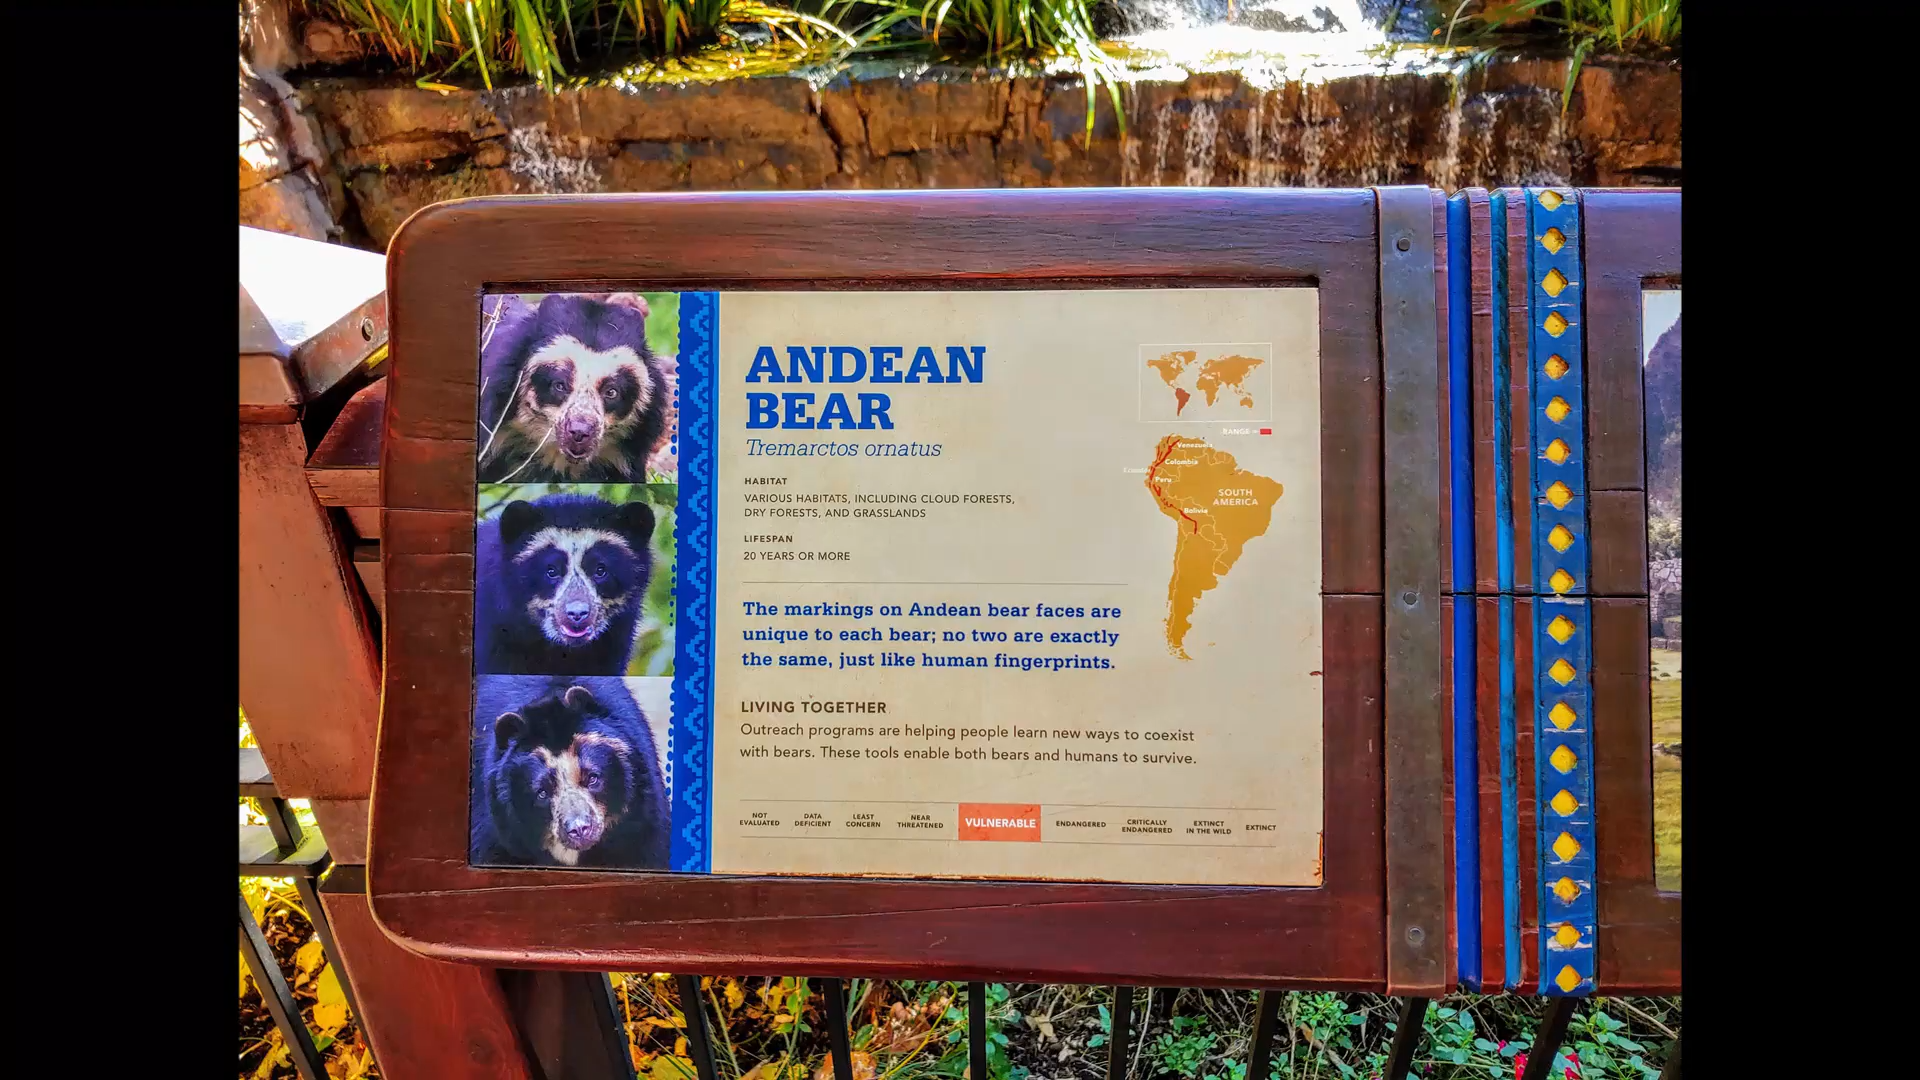 ANDEAN
BEAR
Tremarctos ornatus
HABITAT
VARIOUS HABITATS, INCLUDING CLOUD FORESTS,
DRY FORESTS, AND GRASSLANDS
LIFESPAN
20 YEARS OR MORE
The markings on Andean bear faces are
unique to each bear; no two are exactly
the same, just like human fingerprints.
LIVING TOGETHER
Outreach programs are helping people learn new ways to coexist
with bears. These tools enable both bears and humans to survive.
NOT
EVALUATED
DATA
DEFICIENT
LEAST
CONCERN
NEAR
THREATENED
VULNERABLE
ENDANGERED
CRITICALLY
ENDANGERED
EXTINCT
IN THE WILD
EXTINCT
RANGE
Venezuela
Colombia
Ecuador
Peru
Bolivia
SOUTH
AMERICA